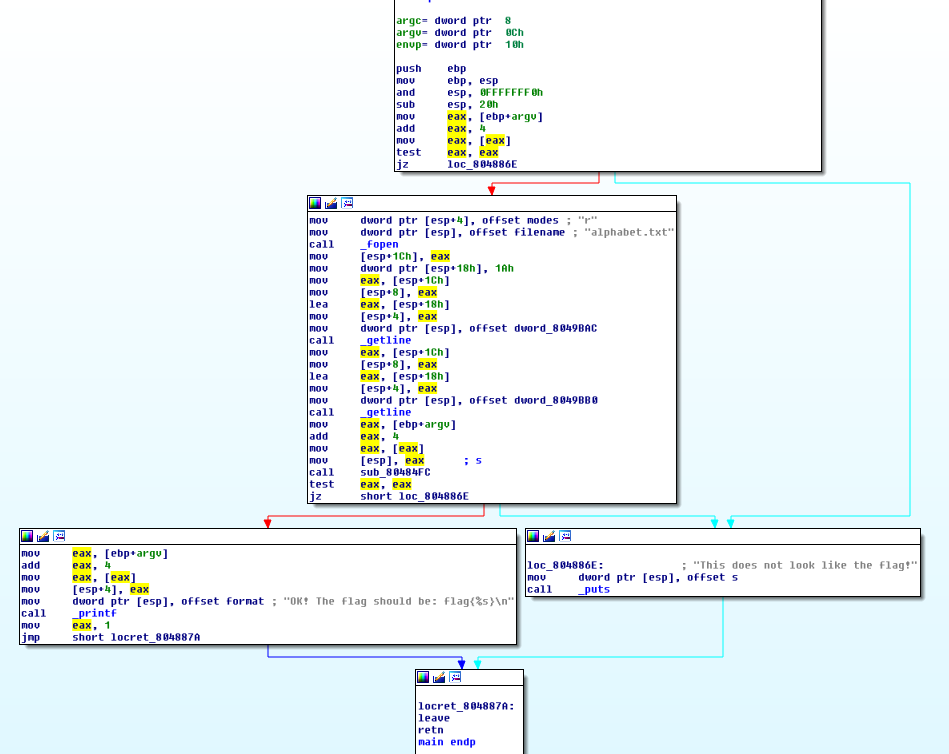 argc= dword ptr  8
argv= dword ptr  0Ch
envp= dword ptr  10h
push    ebp
mov     ebp, esp
and     esp, 0FFFFFFF0h
sub     esp, 20h
mov     eax, [ebp+argv]
add     eax, 4
mov     eax, [eax]
test    eax, eax
jz      loc_804886E
mov     dword ptr [esp+4], offset modes ; "r"
mov     dword ptr [esp], offset filename ; "alphabet.txt"
call    _fopen
mov     [esp+1Ch], eax
mov     dword ptr [esp+18h], 1Ah
mov     eax, [esp+1Ch]
mov     [esp+8], eax
lea     eax, [esp+18h]
mov     [esp+4], eax
mov     dword ptr [esp], offset dword_8049BAC
call    _getline
mov     eax, [esp+1Ch]
mov     [esp+8], eax
lea     eax, [esp+18h]
mov     [esp+4], eax
mov     dword ptr [esp], offset dword_8049BB0
call    _getline
mov     eax, [ebp+argv]
add     eax, 4
mov     eax, [eax]
mov     [esp], eax      ; s
call    sub_80484FC
test    eax, eax
jz      short loc_804886E
mov     eax, [ebp+argv]
add     eax, 4
mov     eax, [eax]
mov     [esp+4], eax
mov     dword ptr [esp], offset format ; "OK! The flag should be: flag{%s}\n"
call    _printf
mov     eax, 1
jmp     short locret_804887A
loc_804886E:            ; "This does not look like the flag!"
mov     dword ptr [esp], offset s
call    _puts
locret_804887A:
leave
retn
main endp